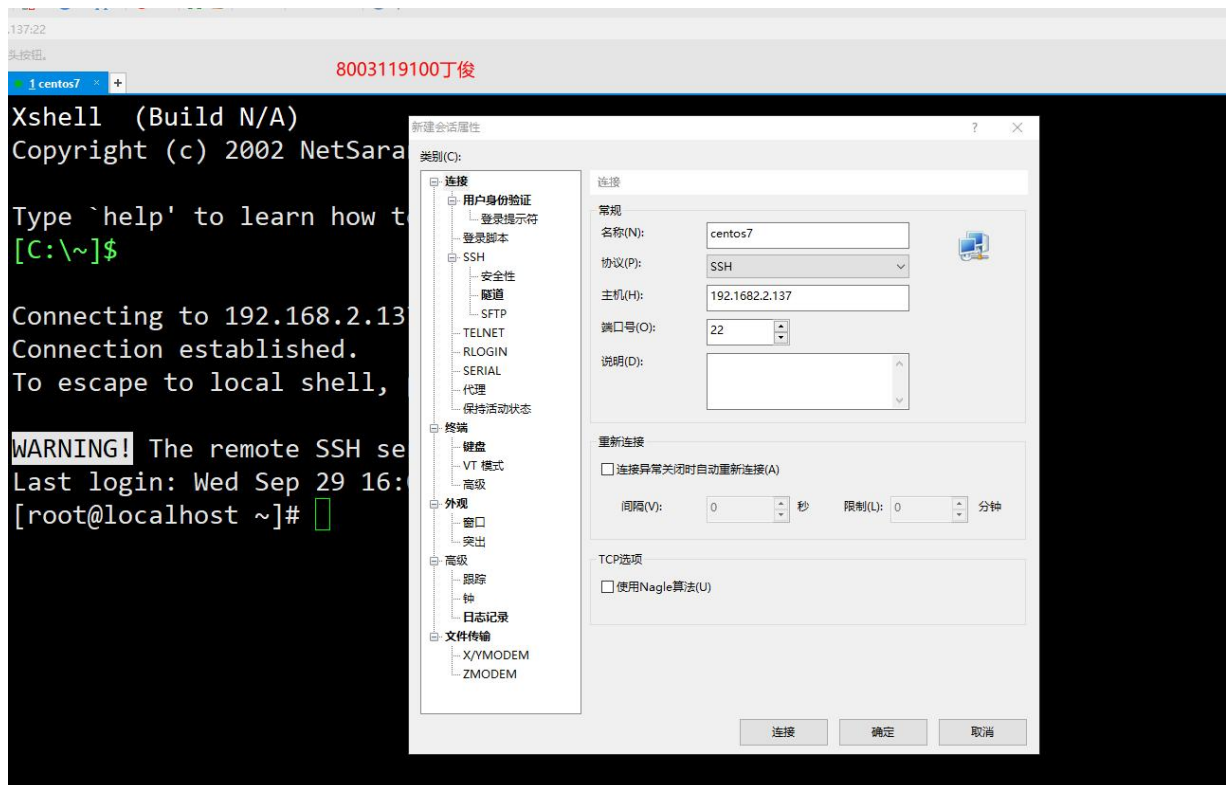 .137:22
头按钮。
8003119100丁俊
1 centos7 × +
Xshell (Build N/A)
Copyright (c) 2002 NetSara
Type `help' to learn how t
[C:\~]$
Connecting to 192.168.2.13
Connection established.
To escape to local shell,
WARNING! The remote SSH se
Last login: Wed Sep 29 16:
[root@localhost ~]#
新建会话属性 ? ×
类别(C):
连接
用户身份验证
登录提示符
登录脚本
SSH
安全性
隧道
SFTP
TELNET
RLOGIN
SERIAL
代理
保持活动状态
终端
键盘
VT 模式
高级
外观
窗口
突出
高级
跟踪
钟
日志记录
文件传输
X/YMODEM
ZMODEM
连接
常规
名称(N): centos7
协议(P): SSH
主机(H): 192.1682.2.137
端口号(O): 22
说明(D):
重新连接
连接异常关闭时自动重新连接(A)
间隔(V): 0 秒 限制(L): 0 分钟
TCP选项
使用Nagle算法(U)
连接 确定 取消